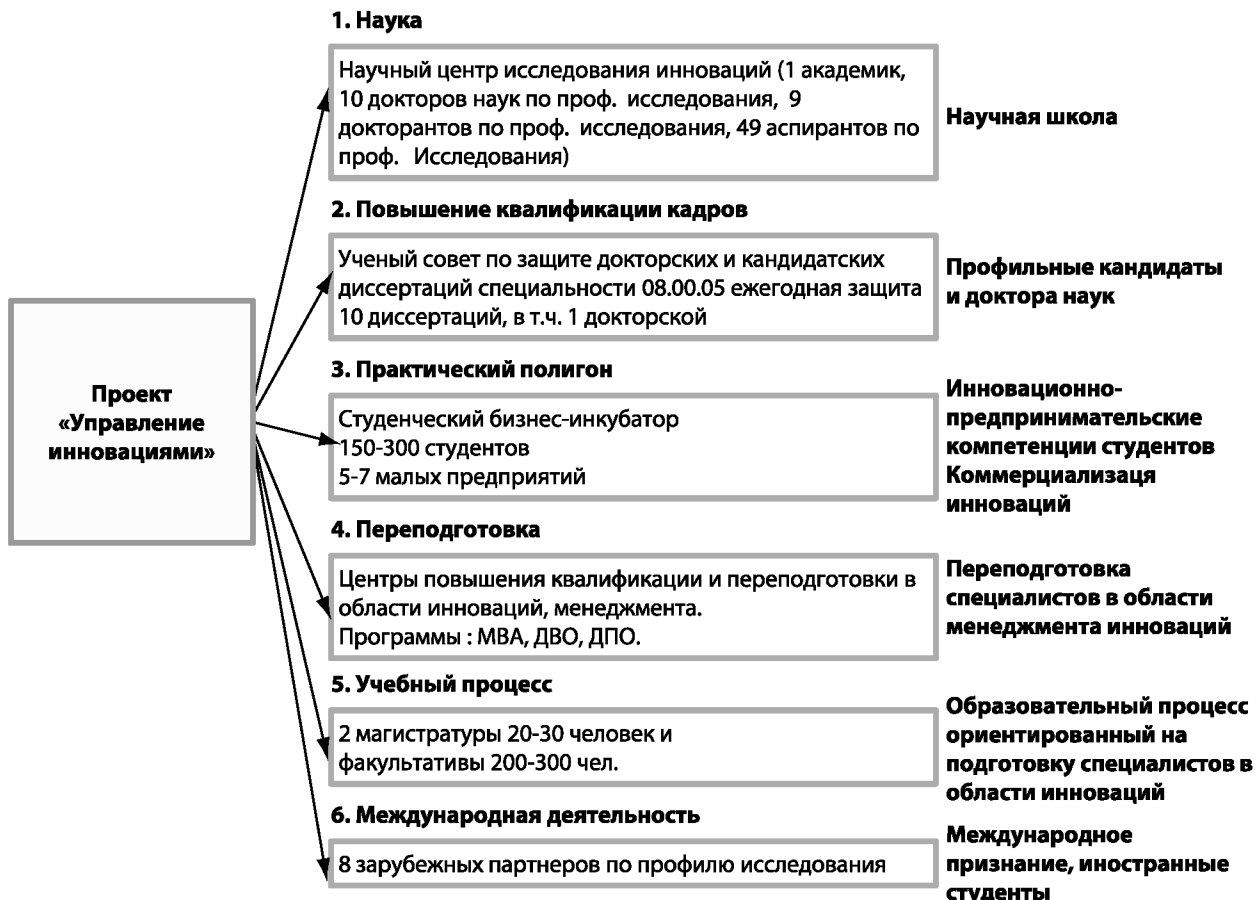 1. Наука
Научный центр исследования инноваций (1 академик,
10 докторов наук по проф. исследования, 9
докторантов по проф. исследования, 49 аспирантов по
проф. Исследования)
Научная школа
2. Повышение квалификации кадров
Ученый совет по защите докторских и кандидатских
диссертаций специальности 08.00.05 ежегодная защита
10 диссертаций, в т.ч. 1 докторской
Профильные кандидаты
и доктора наук
Проект
«Управление
инновациями»
3. Практический полигон
Студенческий бизнес-инкубатор
150-300 студентов
5-7 малых предприятий
Инновационно-
предпринимательские
компетенции студентов
Коммерциализаця
инноваций
4. Переподготовка
Центры повышения квалификации и переподготовки в
области инноваций, менеджмента.
Программы : МВА, ДВО, ДПО.
Переподготовка
специалистов в области
менеджмента инноваций
5. Учебный процесс
2 магистратуры 20-30 человек и
факультативы 200-300 чел.
Образовательный процесс
ориентированный на
подготовку специалистов в
области инноваций
6. Международная деятельность
8 зарубежных партнеров по профилю исследования
Международное
признание, иностранные
студенты